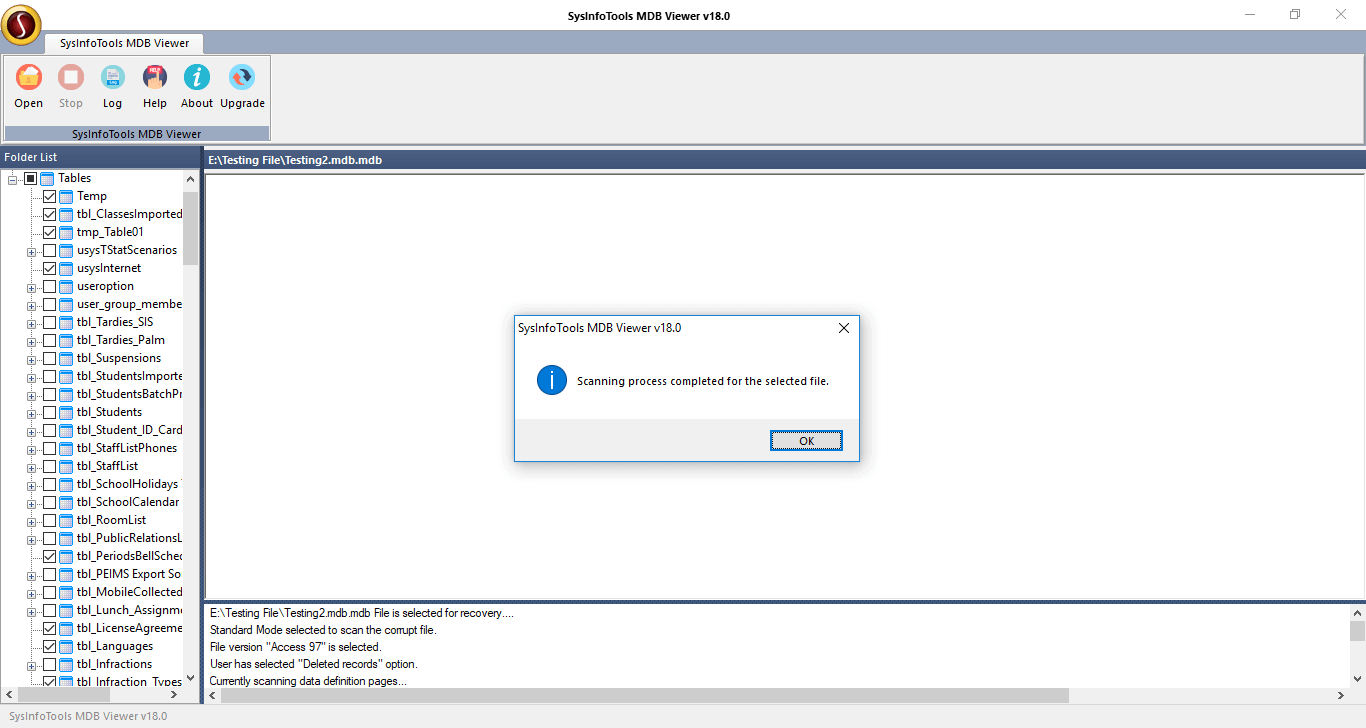 SysInfoTools MDB Viewer v18.0
SysInfoTools MDB Viewer
Open Stop Log Help About Upgrade
SysInfoTools MDB Viewer
Folder List
E:\Testing File\Testing2.mdb.mdb
Tables
Temp
tbl_ClassesImported
tmp_Table01
usysTStatScenarios
usysInternet
useroption
user_group_membe
tbl_Tardies_SIS
tbl_Tardies_Palm
tbl_Suspensions
tbl_StudentsImporte
tbl_StudentsBatchPr
tbl_Students
tbl_Student_ID_Card
tbl_StaffListPhones
tbl_StaffList
tbl_SchoolHolidays
tbl_SchoolCalendar
tbl_RoomList
tbl_PublicRelationsL
tbl_PeriodsBellSched
tbl_PEIMS Export So
tbl_MobileCollected
tbl_Lunch_Assignme
tbl_LicenseAgreeme
tbl_Languages
tbl_Infractions
tbl_Infraction_Types
SysInfoTools MDB Viewer v18.0
Scanning process completed for the selected file.
OK
E:\Testing File\Testing2.mdb.mdb File is selected for recovery....
Standard Mode selected to scan the corrupt file.
File version "Access 97" is selected.
User has selected "Deleted records" option.
Currently scanning data definition pages...
SysInfoTools MDB Viewer v18.0